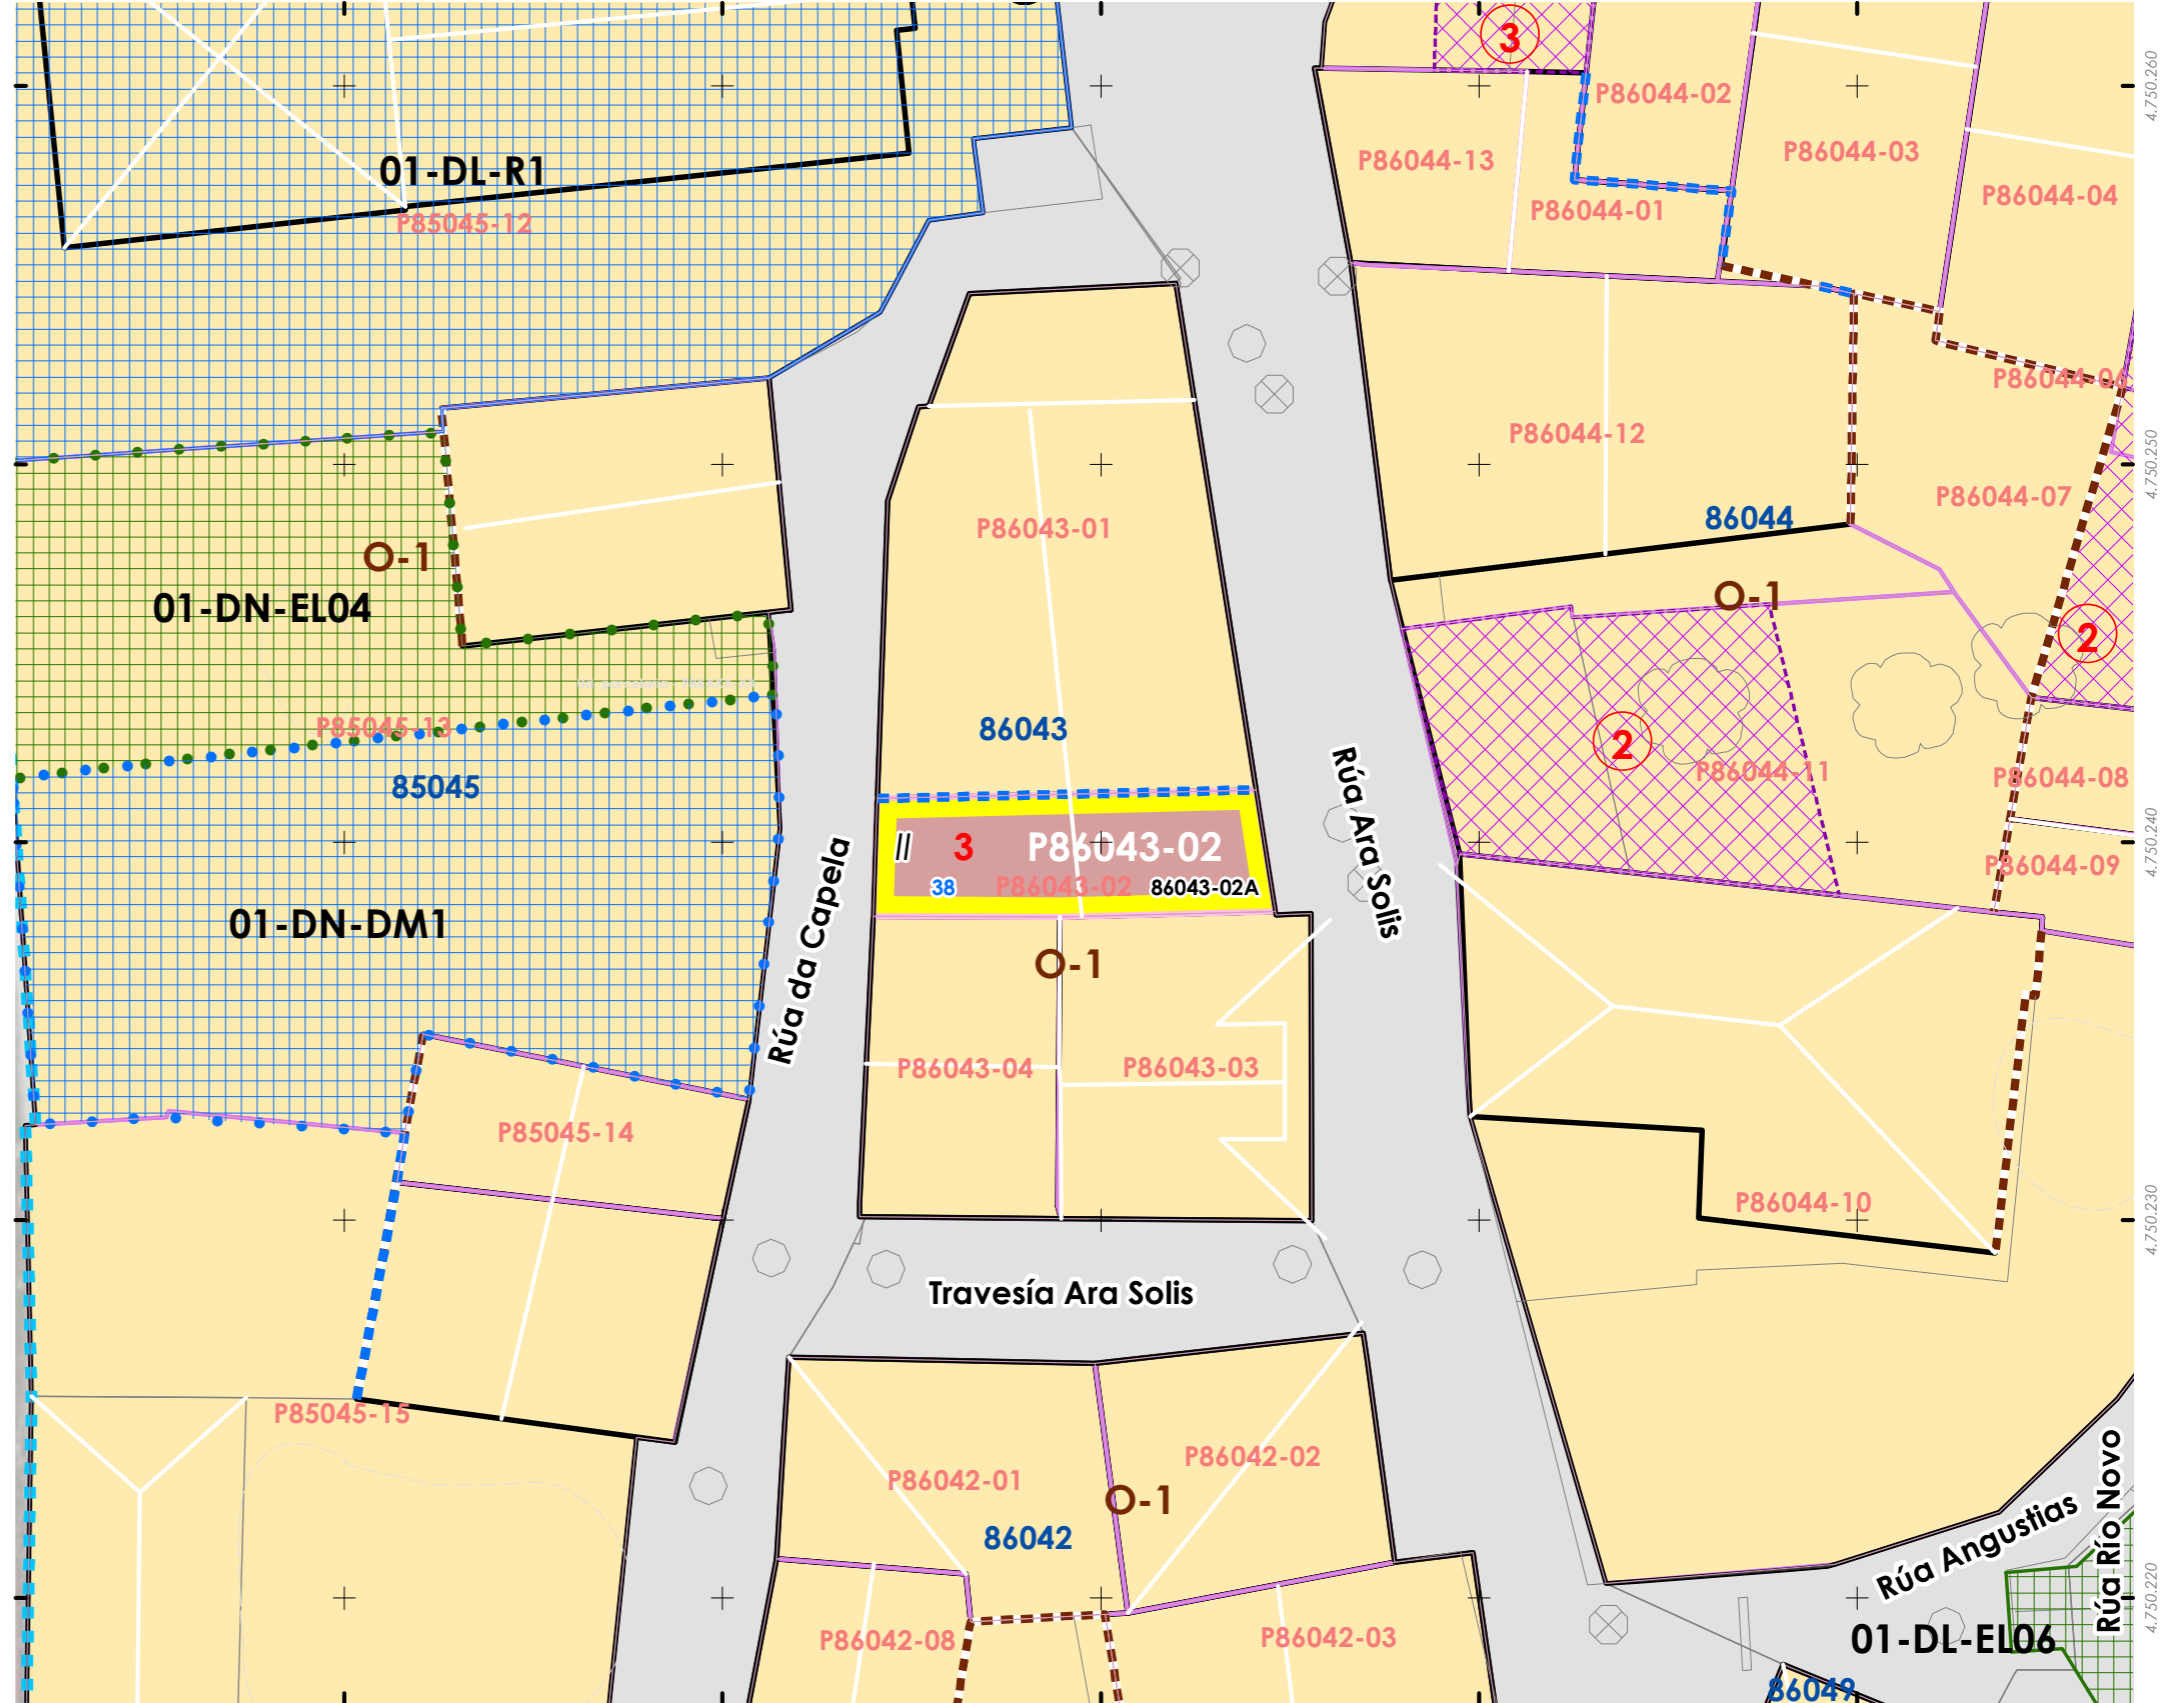 3
4.750.260
P86044-02
P86044-13
P86044-03
01-DL-R1
P86044-04
P86044-01
P85045-12
P86044-06
P86044-12
4.750.250
P86044-07
86044
P86043-01
O-1
O-1
01-DN-EL04
2
2
P85045-13
86043
P86044-11
P86044-08
85045
Rúa Ara Solis
4.750.240
II
3
P86043-02
P86044-09
38
P86043-02
86043-02A
01-DN-DM1
Rúa da Capela
O-1
P86043-04
P86043-03
P85045-14
P86044-10
4.750.230
Travesía Ara Solis
P85045-15
P86042-02
P86042-01
O-1
86042
Rúa Angustias
Rúa Río Novo
4.750.220
P86042-08
P86042-03
01-DL-EL06
86049